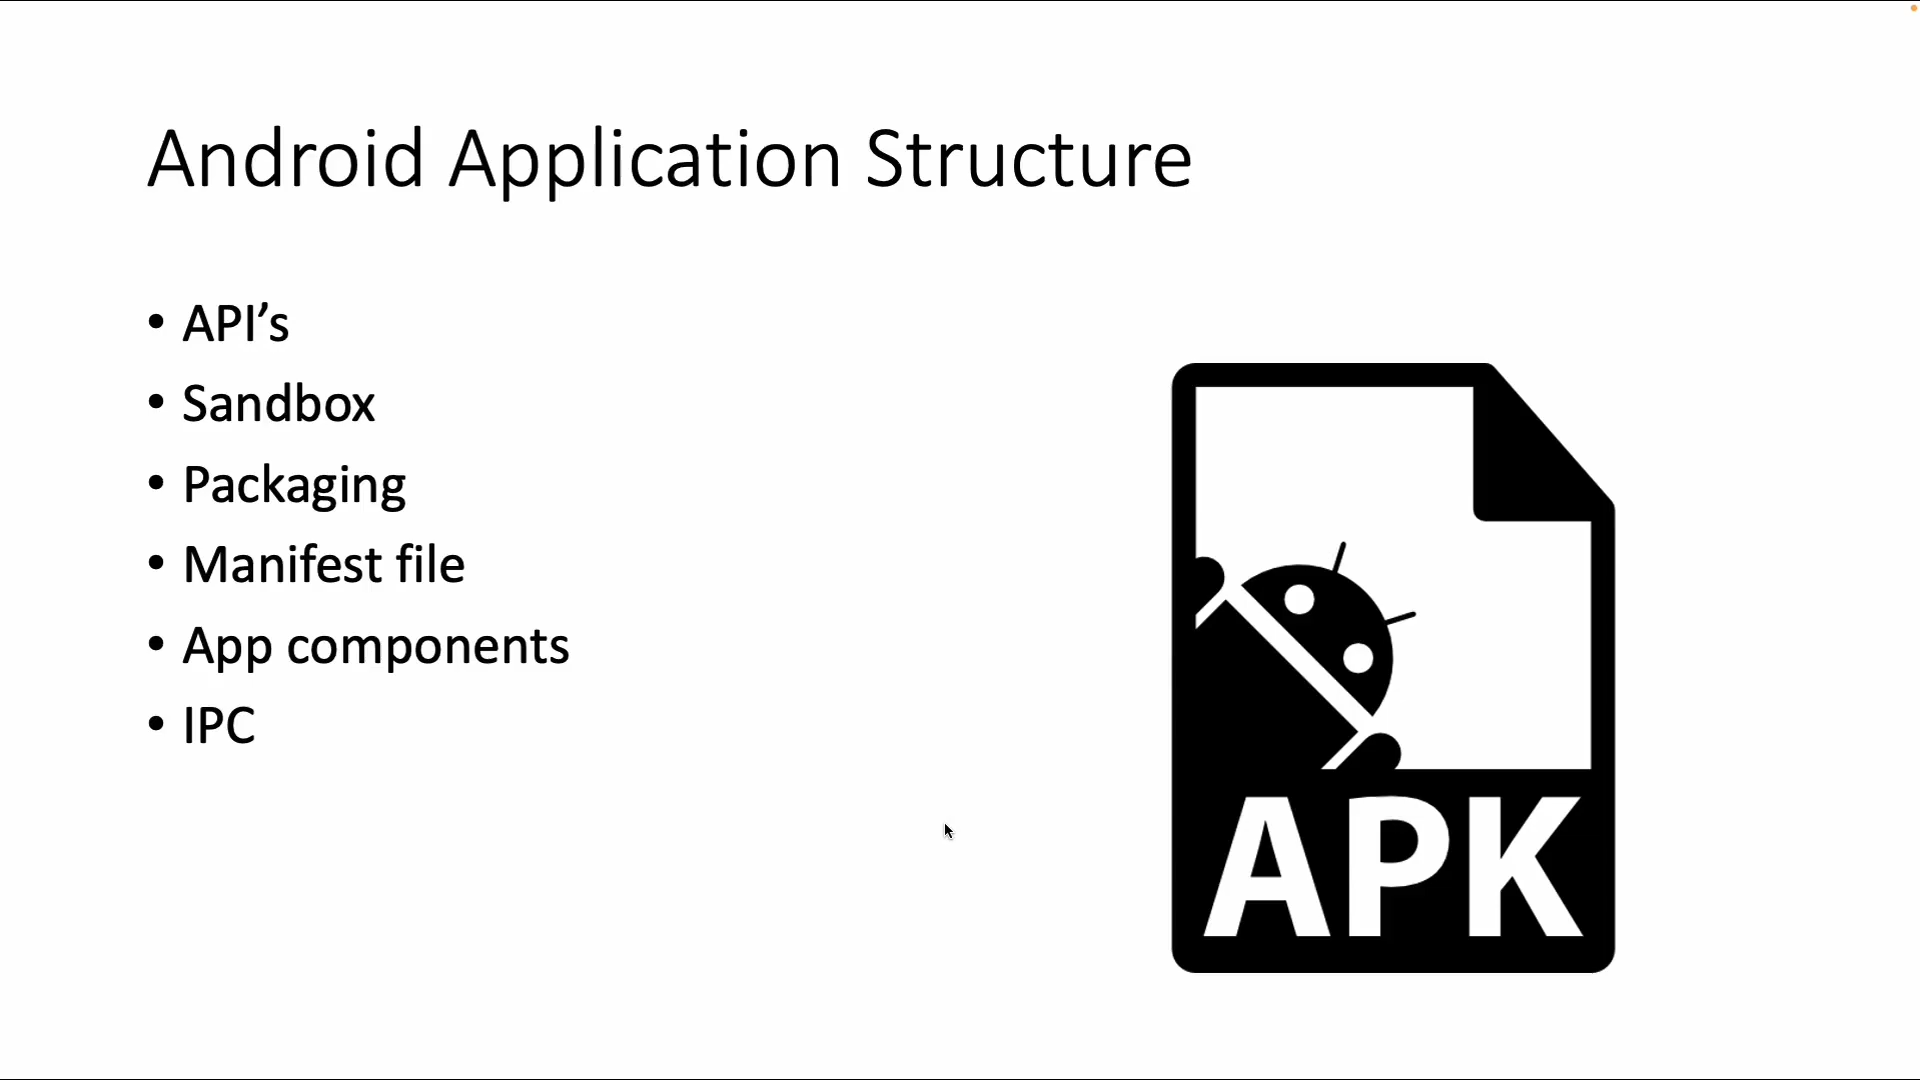 Android Application Structure
• API’s
• Sandbox
• Packaging
• Manifest file
• App components
• IPC
APK